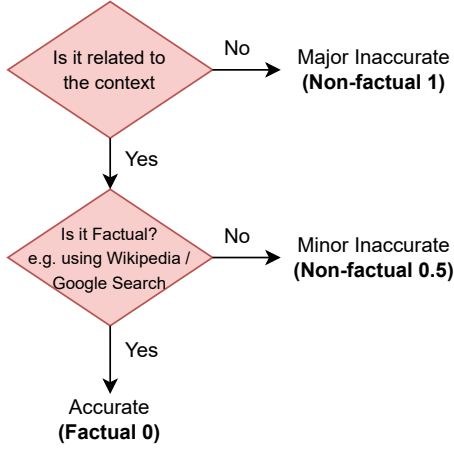 Is it related to
the context
No
Major Inaccurate
(Non-factual 1)
Yes
Is it Factual?
e.g. using Wikipedia /
Google Search
No
Minor Inaccurate
(Non-factual 0.5)
Yes
Accurate
(Factual 0)